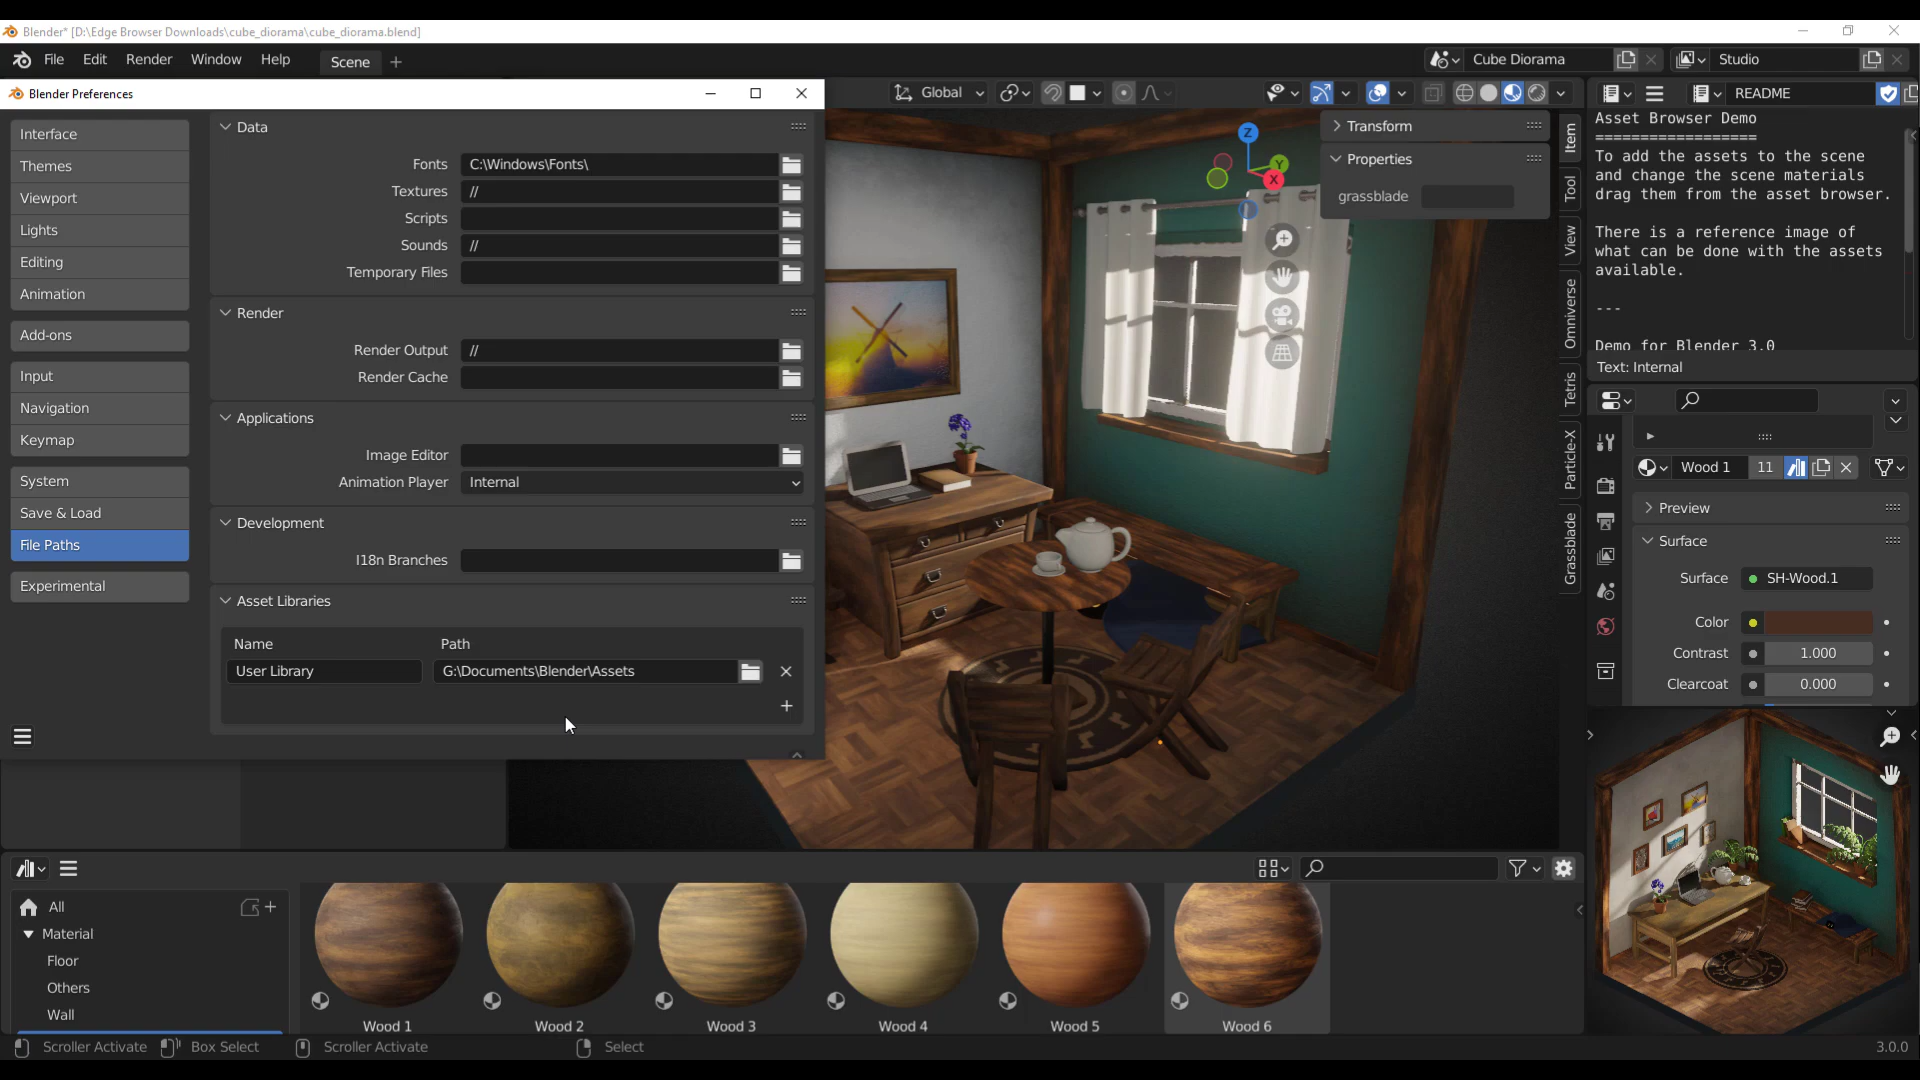 Blender* [D:\Edge Browser Downloads\cube_diorama\cube_diorama.blend]
File Edit Render Window Help Scene + Cube Diorama Studio
Blender Preferences
Global
README
Interface
Themes
Viewport
Lights
Editing
Animation
Add-ons
Input
Navigation
Keymap
System
Save & Load
File Paths
Experimental
Data
Fonts C:\Windows\Fonts\
Textures //
Scripts
Sounds //
Temporary Files
Render
Render Output //
Render Cache
Applications
Image Editor
Animation Player Internal
Development
I18n Branches
Asset Libraries
Name Path
User Library G:\Documents\Blender\Assets
Z
Y
X
Transform
Properties
grassblade
Item
Tool
View
Omniverse
Tetris
Particle-X
Grassblade
Asset Browser Demo
=================
To add the assets to the scene
and change the scene materials
drag them from the asset browser.
There is a reference image of
what can be done with the assets
available.
---
Demo for Blender 3.0
Text: Internal
Wood 1 11
Preview
Surface
Surface SH-Wood.1
Color
Contrast 1.000
Clearcoat 0.000
All
Material
Floor
Others
Wall
Wood 1
Wood 2
Wood 3
Wood 4
Wood 5
Wood 6
Scroller Activate Box Select Scroller Activate Select 3.0.0